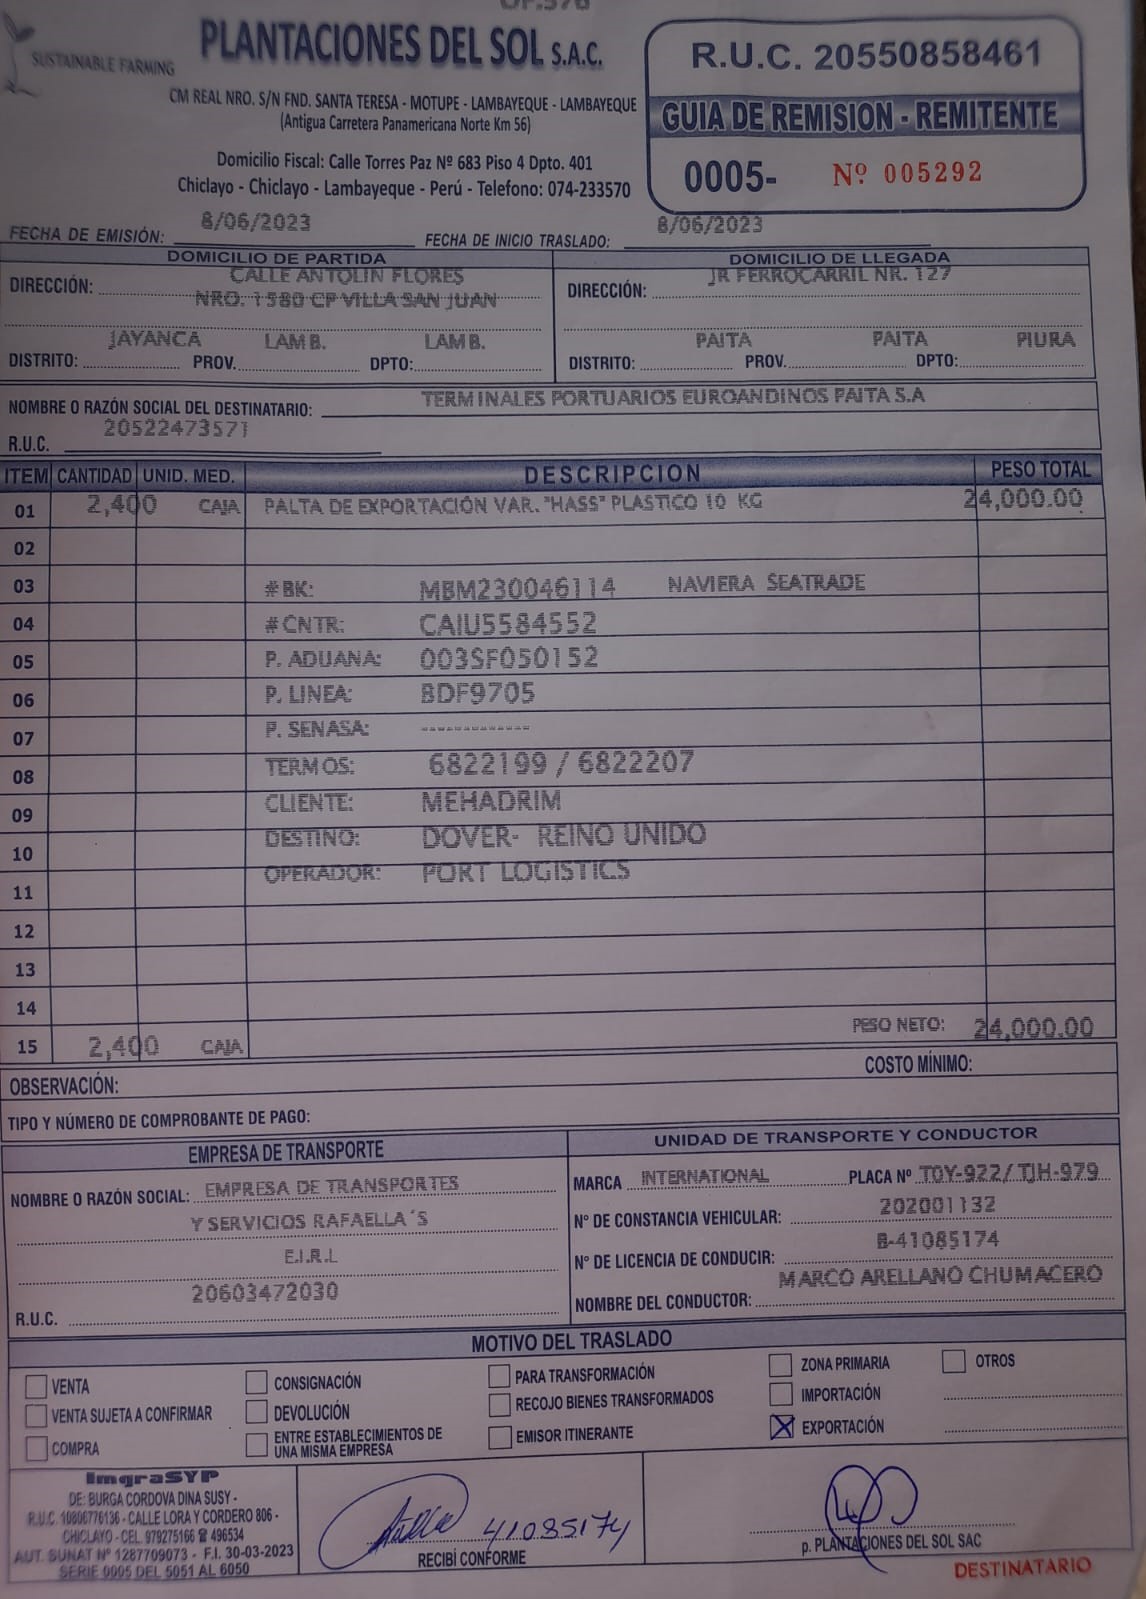 OP.576
SUSTAINABLE FARMING
PLANTACIONES DEL SOL S.A.C.
CM REAL NRO. S/N FND. SANTA TERESA - MOTUPE - LAMBAYEQUE - LAMBAYEQUE
(Antigua Carretera Panamericana Norte Km 56)
Domicilio Fiscal: Calle Torres Paz Nº 683 Piso 4 Dpto. 401
Chiclayo - Chiclayo - Lambayeque - Perú - Telefono: 074-233570
R.U.C. 20550858461
GUIA DE REMISION - REMITENTE
0005- Nº 005292
FECHA DE EMISIÓN: 8/06/2023 FECHA DE INICIO TRASLADO: 8/06/2023
DOMICILIO DE PARTIDA
DIRECCIÓN: CALLE ANTOLIN FLORES
NRO. 1580 CP VILLA SAN JUAN
DISTRITO: JAYANCA PROV. LAMB. DPTO: LAMB.
DOMICILIO DE LLEGADA
DIRECCIÓN: JR FERROCARRIL NR. 127
DISTRITO: PAITA PROV. PAITA DPTO: PIURA
NOMBRE O RAZÓN SOCIAL DEL DESTINATARIO: TERMINALES PORTUARIOS EUROANDINOS PAITA S.A
R.U.C. 20522473571
ITEM CANTIDAD UNID. MED. DESCRIPCION PESO TOTAL
01 2,400 CAJA PALTA DE EXPORTACIÓN VAR. "HASS" PLASTICO 10 KG 24,000.00
02
03 #BK: MBM230046114 NAVIERA SEATRADE
04 #CNTR: CAIU5584552
05 P. ADUANA: 003SF050152
06 P. LINEA: BDF9705
07 P. SENASA: -------------
08 TERMOS: 6822199 / 6822207
09 CLIENTE: MEHADRIM
10 DESTINO: DOVER- REINO UNIDO
11 OPERADOR: PORT LOGISTICS
12
13
14
15 2,400 CAJA PESO NETO: 24,000.00
OBSERVACIÓN: COSTO MÍNIMO:
TIPO Y NÚMERO DE COMPROBANTE DE PAGO:
EMPRESA DE TRANSPORTE
NOMBRE O RAZÓN SOCIAL: EMPRESA DE TRANSPORTES
Y SERVICIOS RAFAELLA´S
E.I.R.L
R.U.C. 20603472030
UNIDAD DE TRANSPORTE Y CONDUCTOR
MARCA INTERNATIONAL PLACA Nº T0Y-922/ TJH-979
Nº DE CONSTANCIA VEHICULAR: 202001132
Nº DE LICENCIA DE CONDUCIR: B-41085174
NOMBRE DEL CONDUCTOR: MARCO ARELLANO CHUMACERO
MOTIVO DEL TRASLADO
VENTA CONSIGNACIÓN PARA TRANSFORMACIÓN ZONA PRIMARIA OTROS
VENTA SUJETA A CONFIRMAR DEVOLUCIÓN RECOJO BIENES TRANSFORMADOS IMPORTACIÓN
COMPRA ENTRE ESTABLECIMIENTOS DE UNA MISMA EMPRESA EMISOR ITINERANTE X EXPORTACIÓN
ImgraSYP
DE: BURGA CORDOVA DINA SUSY -
R.U.C. 10806776136 - CALLE LORA Y CORDERO 806 -
CHICLAYO - CEL. 979275166 ☎ 496534
AUT. SUNAT Nº 1287709073 - F.I. 30-03-2023
SERIE 0005 DEL 5051 AL 6050
41085174
RECIBÍ CONFORME
p. PLANTACIONES DEL SOL SAC
DESTINATARIO